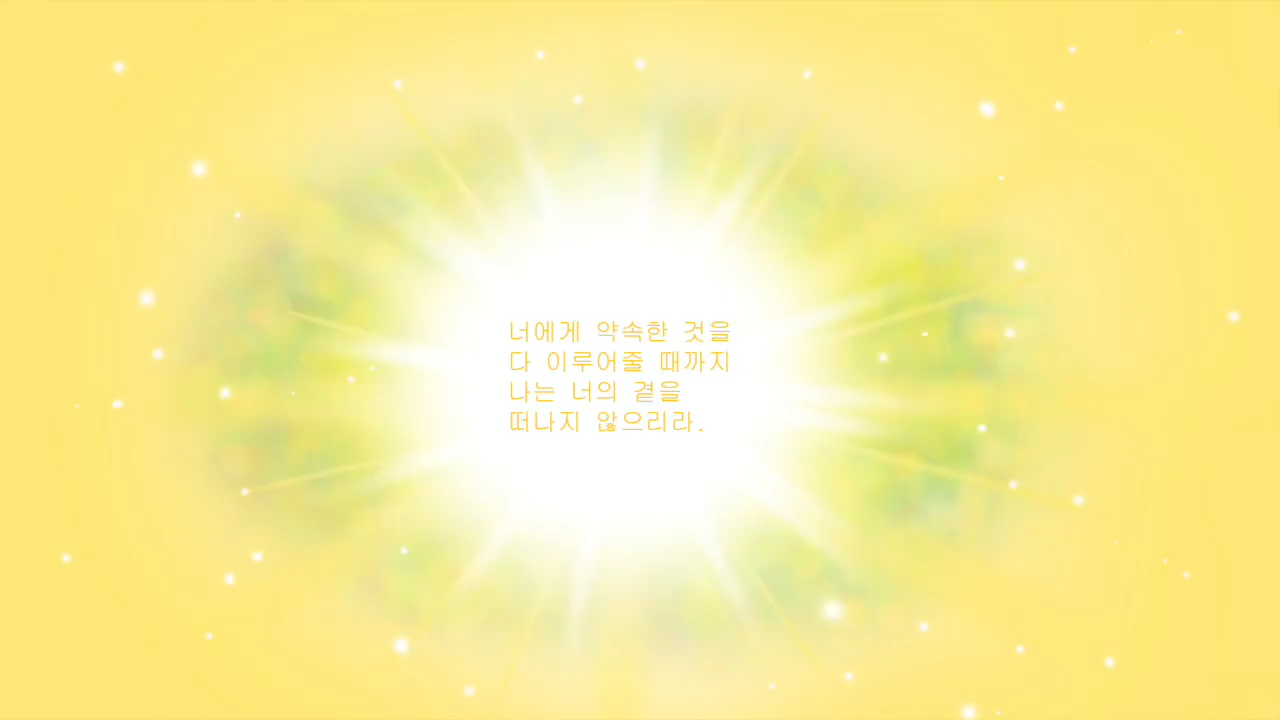 너에게 약속한 것을
다 이루어줄 때까지
나는 너의 곁을
떠나지 않으리라.